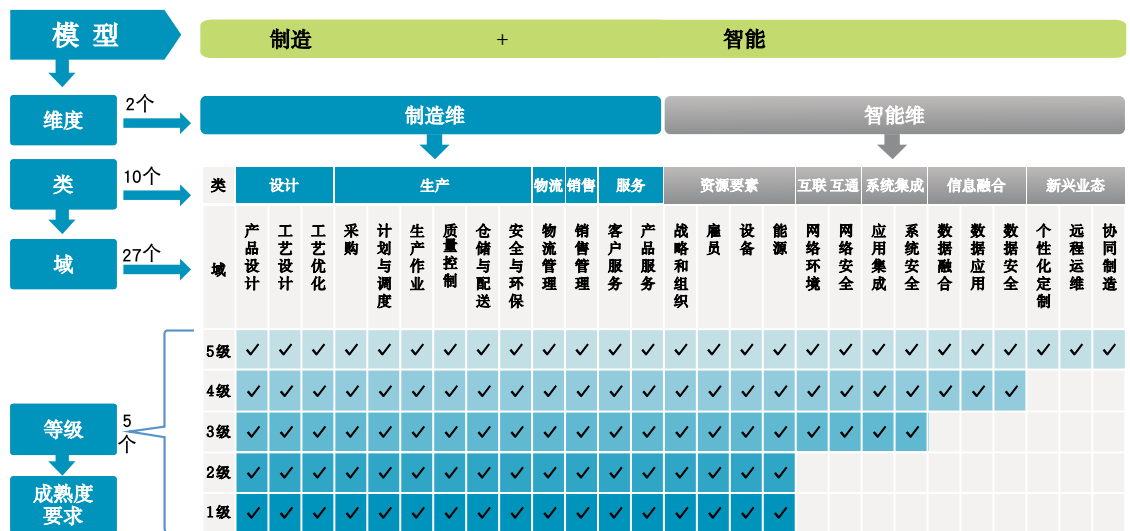 模 型
制造 + 智能
维度
2个
制造维
智能维
类
10个
类 设计 生产 物流 销售 服务 资源要素 互联 互通 系统集成 信息融合 新兴业态
域
27个
域 产品设计 工艺设计 工艺优化 采购 计划与调度 生产作业 质量控制 仓储与配送 安全与环保 物流管理 销售管理 客户服务 产品服务 战略和组织 雇员 设备 能源 网络环境 网络安全 应用集成 系统安全 数据融合 数据应用 数据安全 个性化定制 远程运维 协同制造
5级 ✓ ✓ ✓ ✓ ✓ ✓ ✓ ✓ ✓ ✓ ✓ ✓ ✓ ✓ ✓ ✓ ✓ ✓ ✓ ✓ ✓ ✓ ✓ ✓ ✓ ✓ ✓
4级 ✓ ✓ ✓ ✓ ✓ ✓ ✓ ✓ ✓ ✓ ✓ ✓ ✓ ✓ ✓ ✓ ✓ ✓ ✓ ✓ ✓ ✓ ✓ ✓
等级
5
个
3级 ✓ ✓ ✓ ✓ ✓ ✓ ✓ ✓ ✓ ✓ ✓ ✓ ✓ ✓ ✓ ✓ ✓ ✓ ✓ ✓ ✓
2级 ✓ ✓ ✓ ✓ ✓ ✓ ✓ ✓ ✓ ✓ ✓ ✓ ✓ ✓ ✓ ✓ ✓
成熟度
要求
1级 ✓ ✓ ✓ ✓ ✓ ✓ ✓ ✓ ✓ ✓ ✓ ✓ ✓ ✓ ✓ ✓ ✓